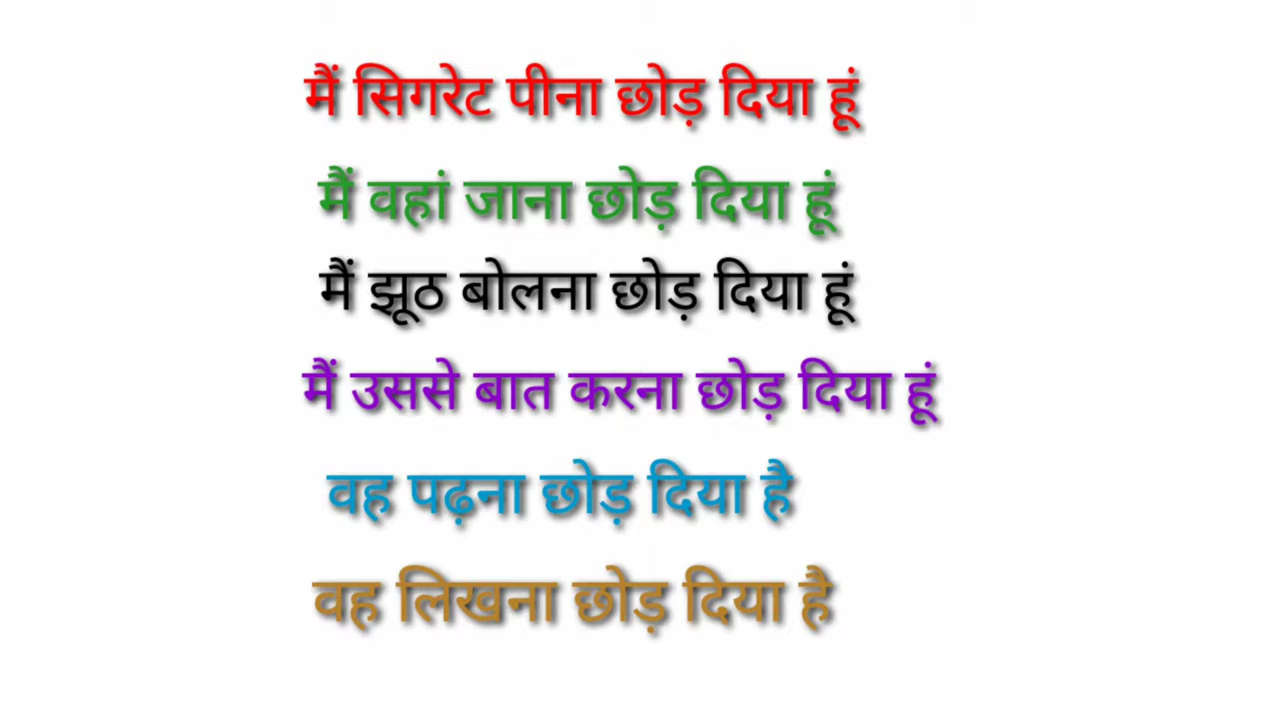 मैं सिगरेट पीना छोड़ दिया हूं
मैं वहां जाना छोड़ दिया हूं
मैं झूठ बोलना छोड़ दिया हूं
मैं उससे बात करना छोड़ दिया हूं
वह पढ़ना छोड़ दिया है
वह लिखना छोड़ दिया है